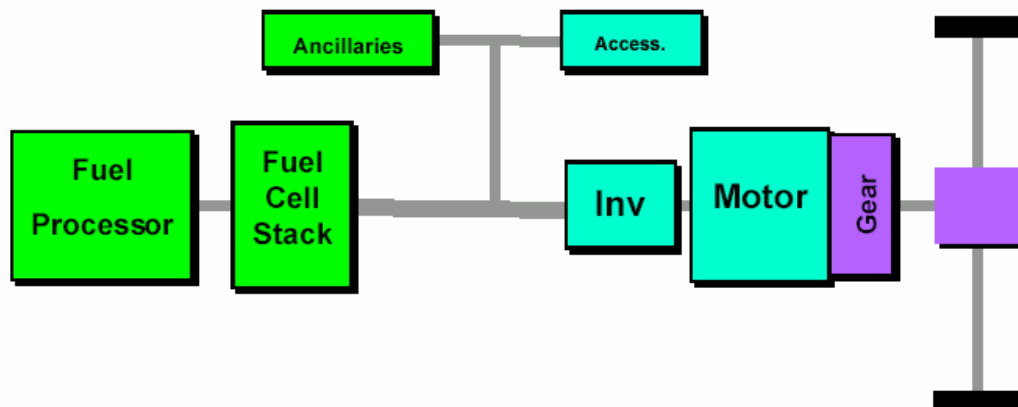 Ancillaries
Access.
Fuel
Processor
Fuel
Cell
Stack
Inv
Motor
Gear